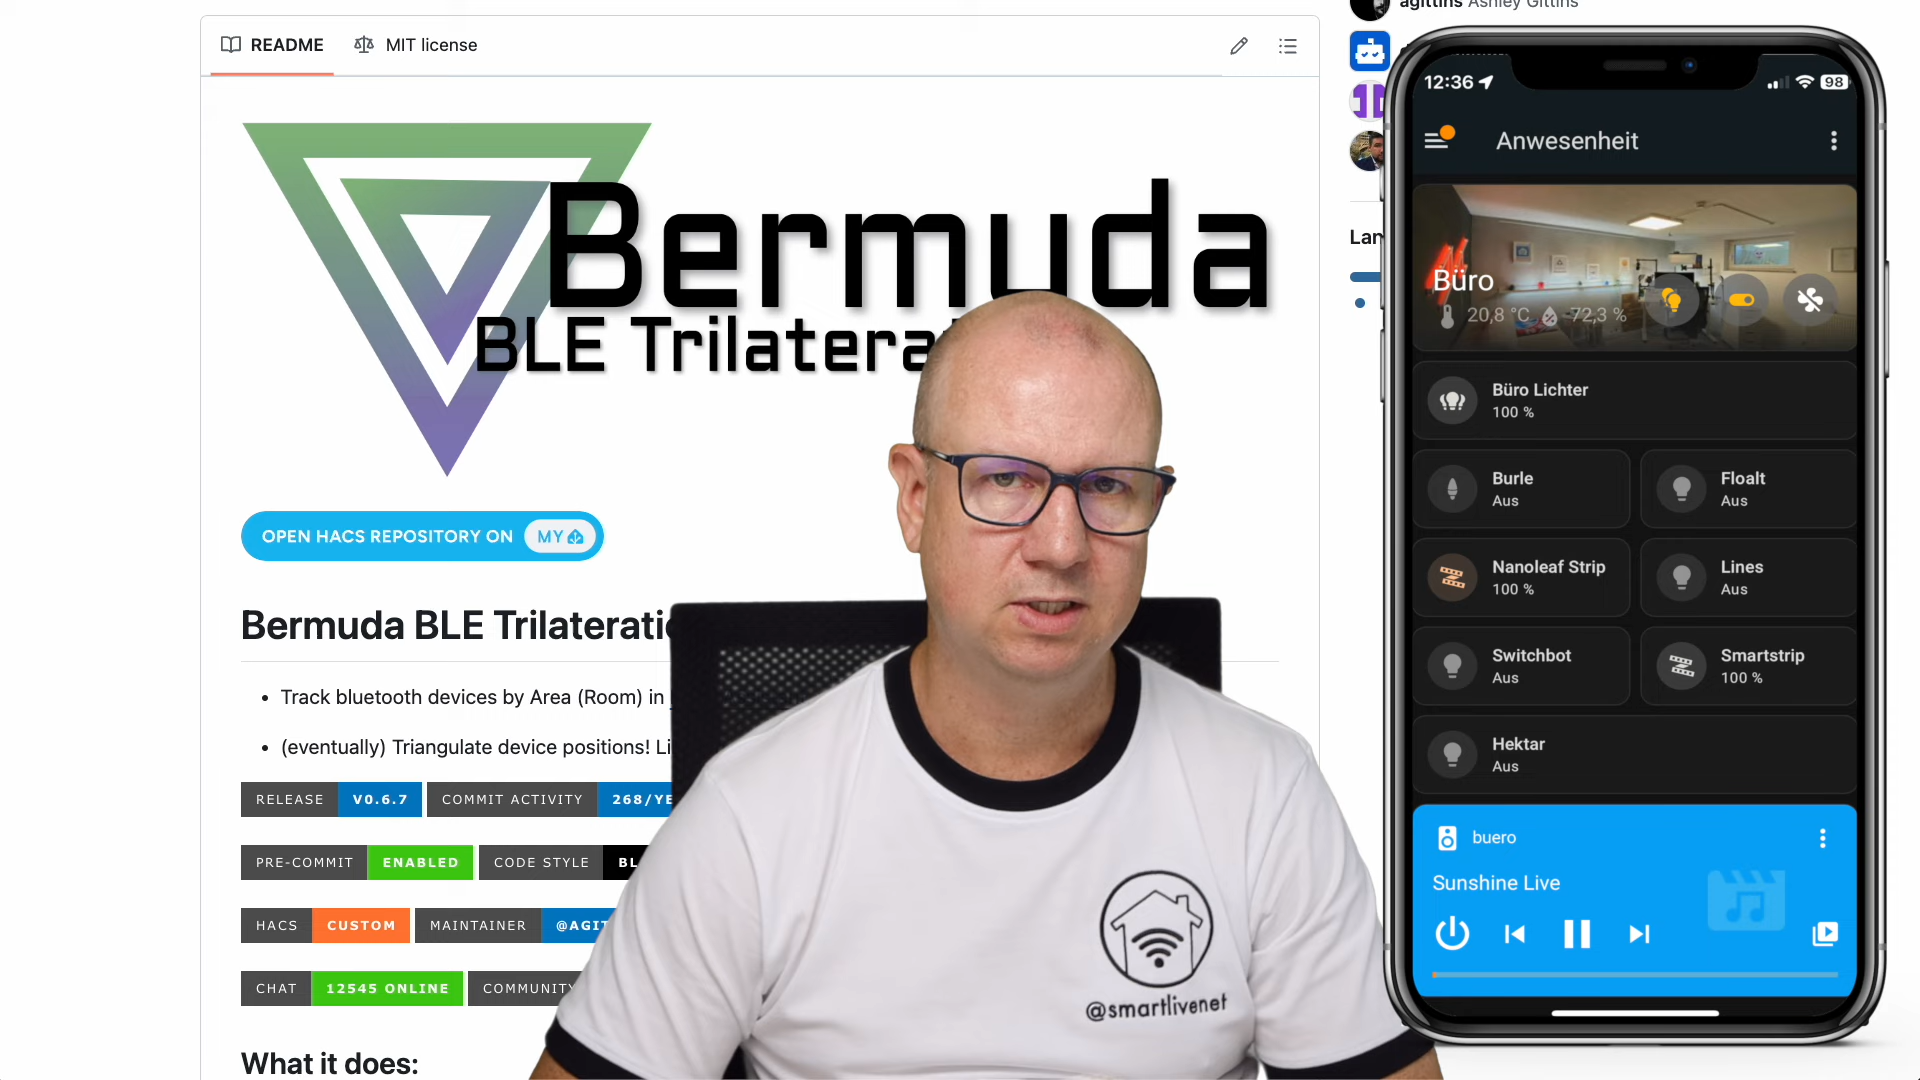 README
MIT license
agittins Ashley Gittins
Bermuda
BLE Trilatera
OPEN HACS REPOSITORY ON MY
Bermuda BLE Trilateratio
Track bluetooth devices by Area (Room) in
(eventually) Triangulate device positions! Li
RELEASE V0.6.7 COMMIT ACTIVITY 268/YE
PRE-COMMIT ENABLED CODE STYLE BL
HACS CUSTOM MAINTAINER @AGIT
CHAT 12545 ONLINE COMMUNITY
What it does:
@smartlivenet
Lan
12:36
98
Anwesenheit
Büro
20,8 °C 72,3 %
Büro Lichter
100 %
Burle
Aus
Floalt
Aus
Nanoleaf Strip
100 %
Lines
Aus
Switchbot
Aus
Smartstrip
100 %
Hektar
Aus
buero
Sunshine Live